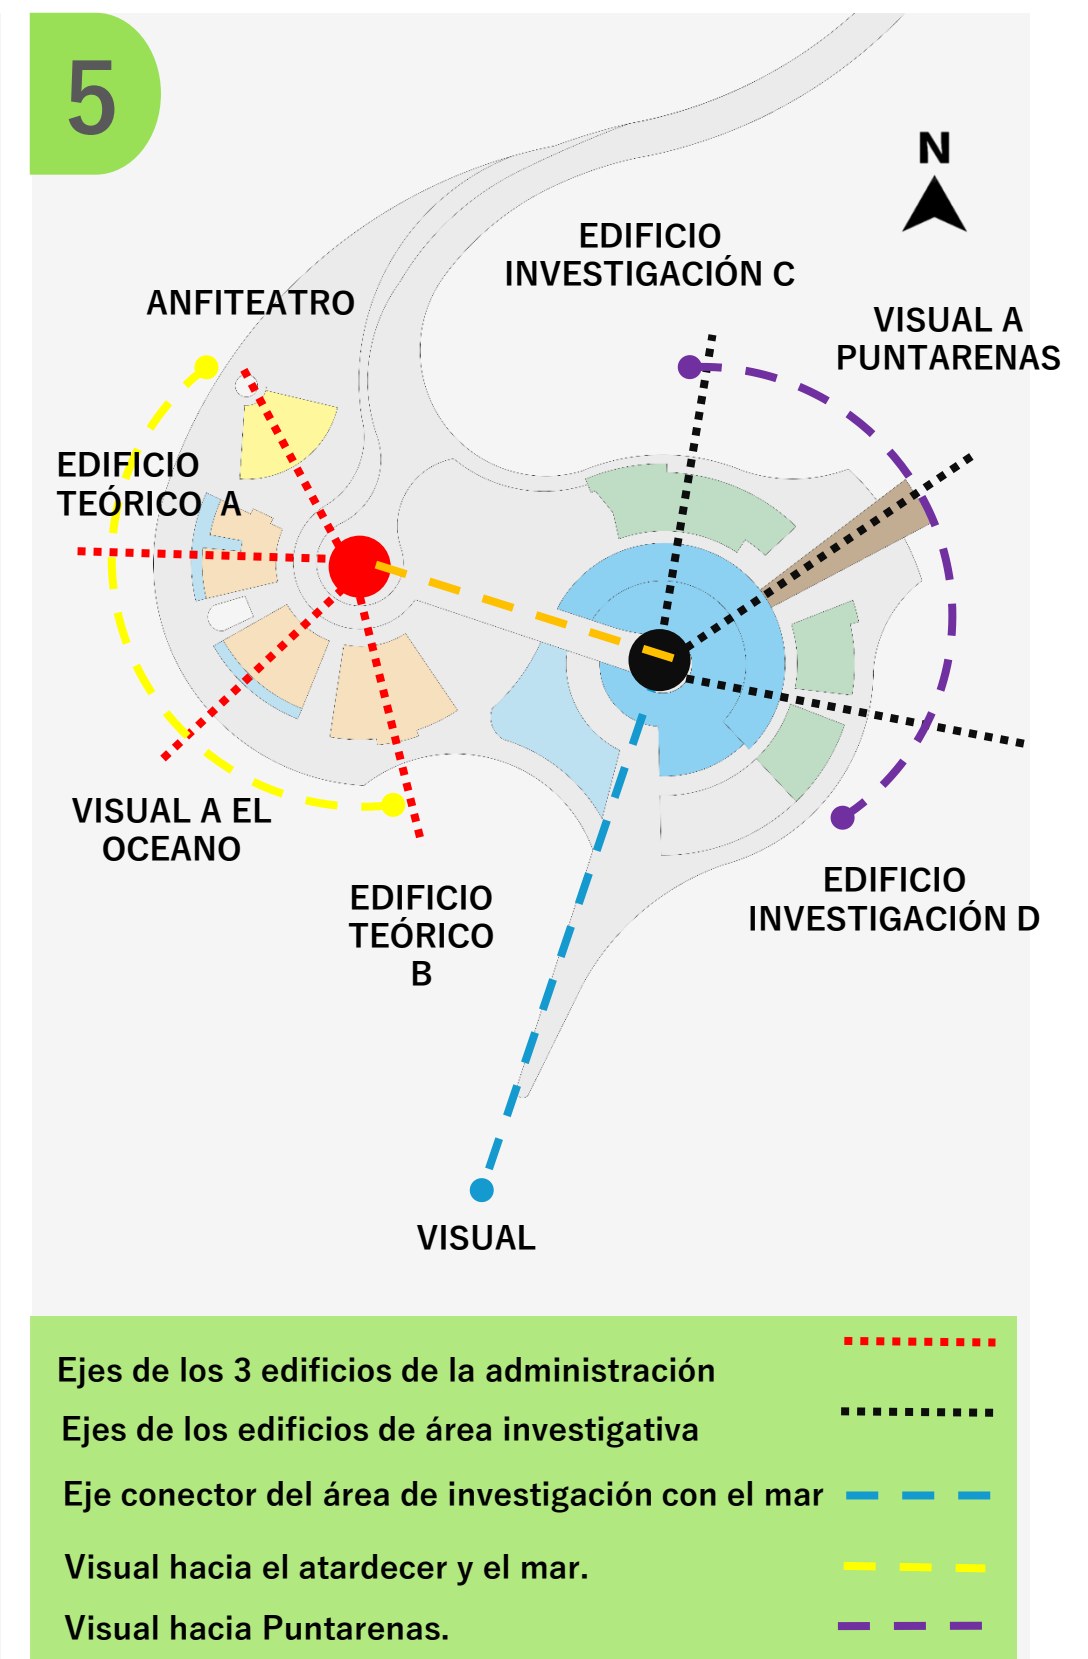 5
N
EDIFICIO
INVESTIGACIÓN C
ANFITEATRO
VISUAL A
PUNTARENAS
EDIFICIO
TEÓRICO A
VISUAL A EL
OCEANO
EDIFICIO
TEÓRICO
B
EDIFICIO
INVESTIGACIÓN D
VISUAL
Ejes de los 3 edificios de la administración
Ejes de los edificios de área investigativa
Eje conector del área de investigación con el mar
Visual hacia el atardecer y el mar.
Visual hacia Puntarenas.